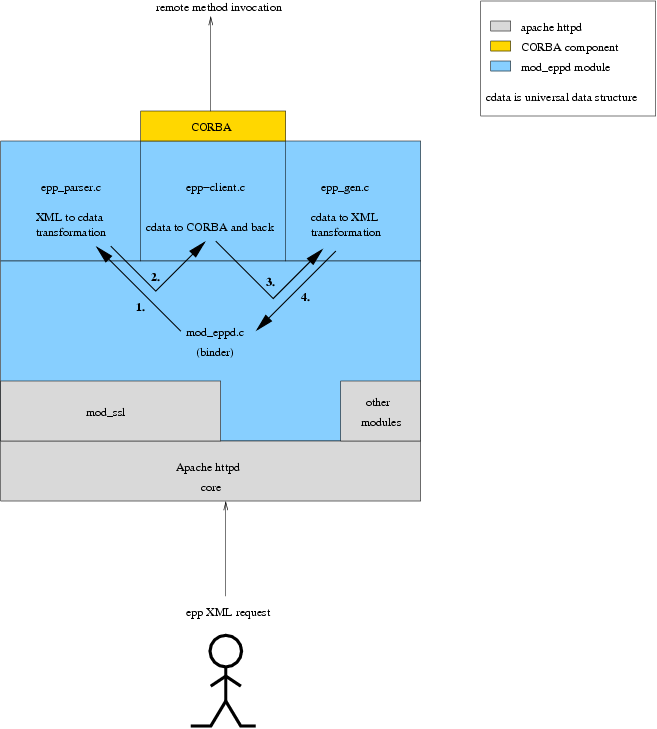 remote method invocation
apache httpd
CORBA component
mod_eppd module
cdata is universal data structure
CORBA
epp_parser.c
epp-client.c
epp_gen.c
XML to cdata
transformation
cdata to CORBA and back
cdata to XML
transformation
2.
3.
1.
4.
mod_eppd.c
(binder)
mod_ssl
other
modules
Apache httpd
core
epp XML request